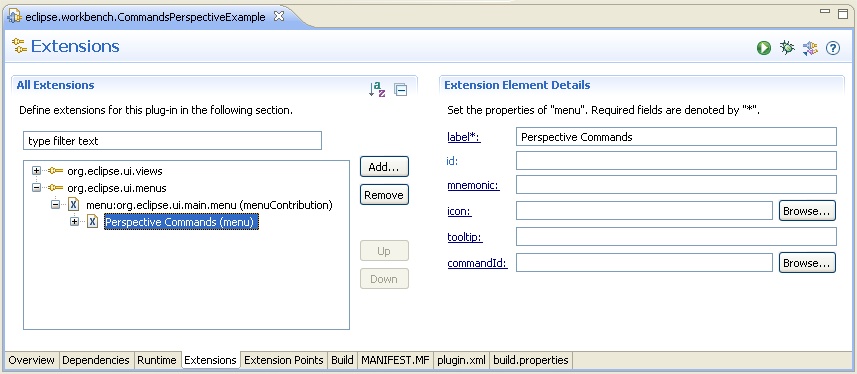 eclipse.workbench.CommandsPerspectiveExample
Extensions
All Extensions
Define extensions for this plug-in in the following section.
type filter text
org.eclipse.ui.views
org.eclipse.ui.menus
menu:org.eclipse.ui.main.menu (menuContribution)
Perspective Commands (menu)
Add...
Remove
Up
Down
Extension Element Details
Set the properties of "menu". Required fields are denoted by "*".
label*: Perspective Commands
id:
mnemonic:
icon: Browse...
tooltip:
commandId: Browse...
Overview Dependencies Runtime Extensions Extension Points Build MANIFEST.MF plugin.xml build.properties